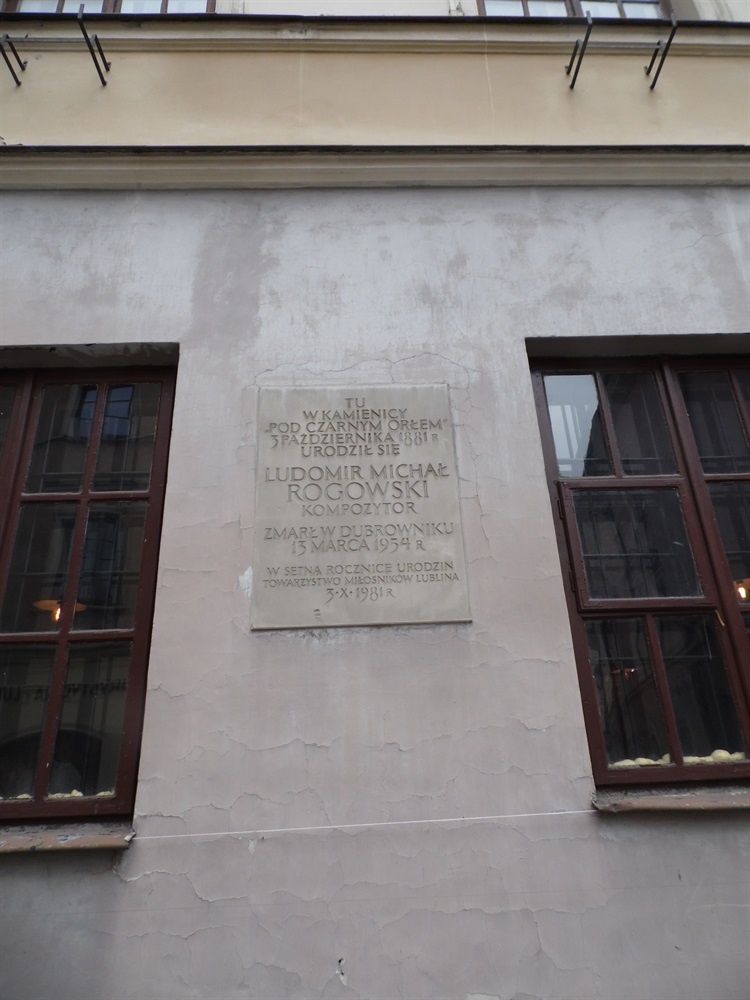 TU
W KAMIENICY
„POD CZARNYM ORŁEM"
3 PAŹDZIERNIKA 1881 R
URODZIŁ SIĘ
LUDOMIR MICHAŁ
ROGOWSKI
KOMPOZYTOR
ZMARŁ W DUBROWNIKU
13 MARCA 1954 R
W SETNĄ ROCZNICĘ URODZIN
TOWARZYSTWO MIŁOŚNIKÓW LUBLINA
3·X·1981 R